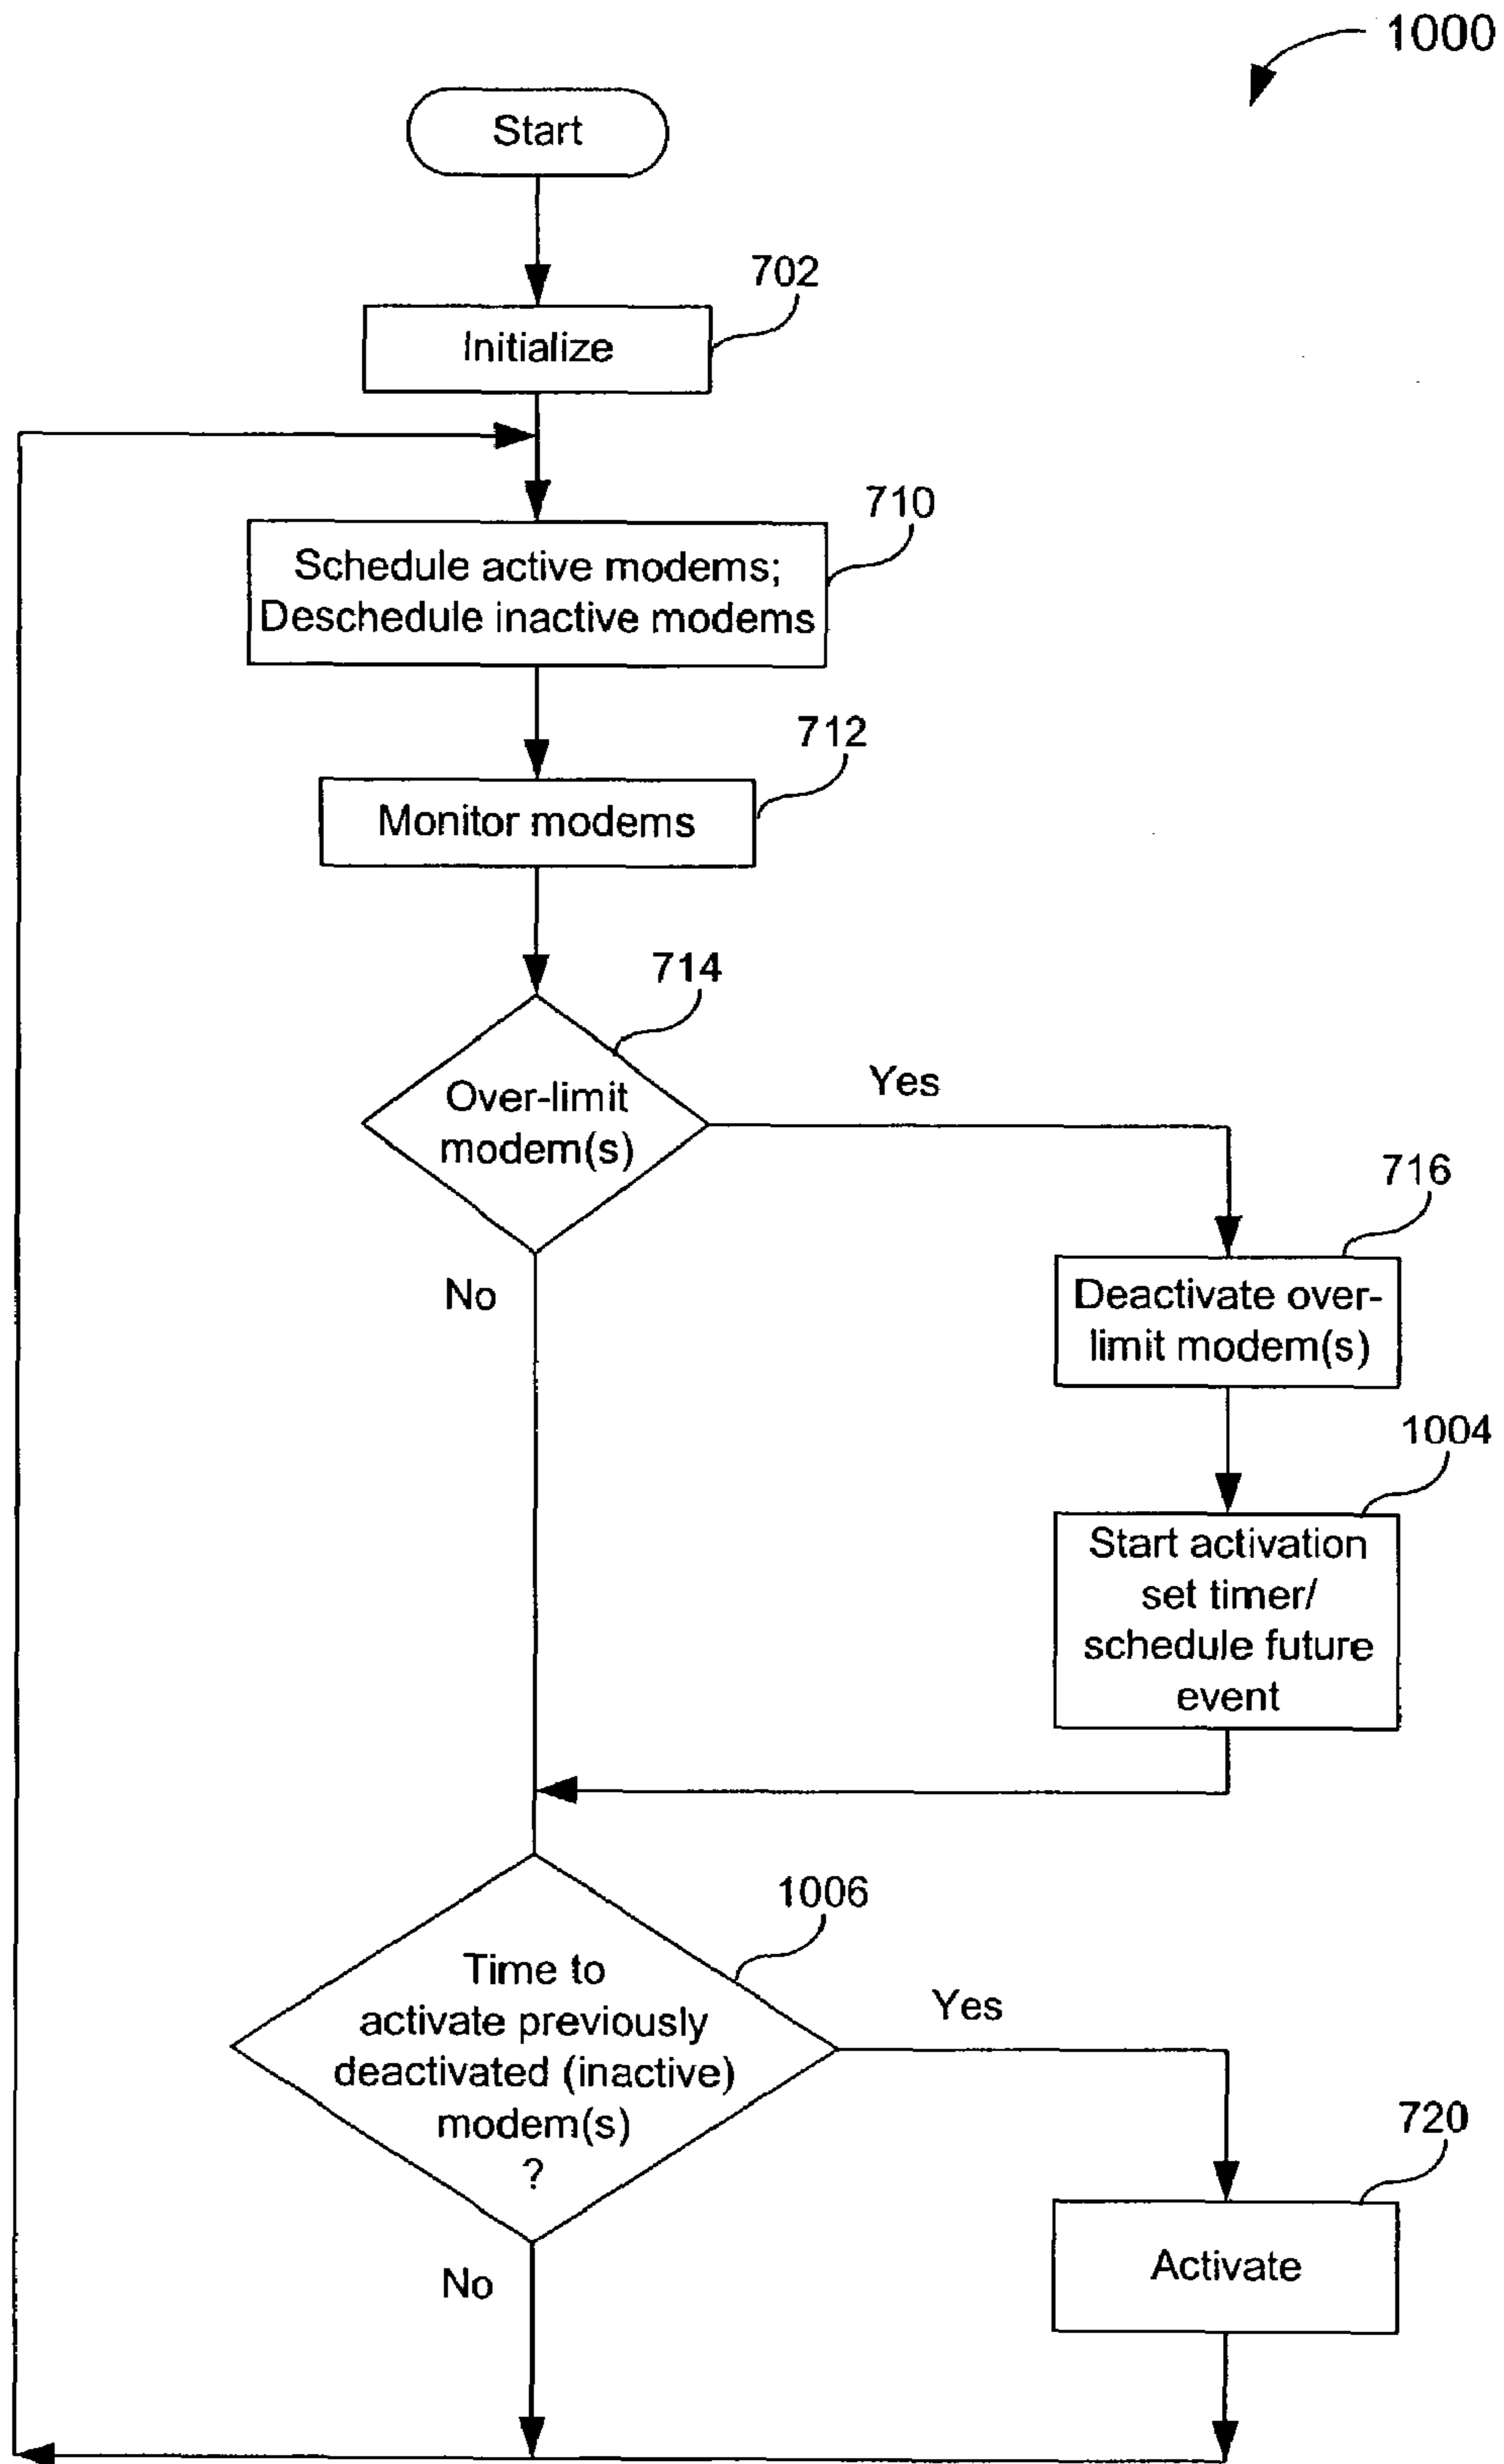 1000
Start
702
Initialize
710
Schedule active modems;
Deschedule inactive modems
712
Monitor modems
714
Over-limit
modem(s)
Yes
No
716
Deactivate over-
limit modem(s)
1004
Start activation
set timer/
schedule future
event
1006
Time to
activate previously
deactivated (inactive)
modem(s)
?
Yes
No
720
Activate